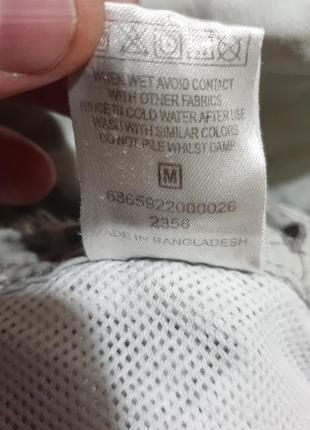 WHEN WET AVOID CONTACT
WITH OTHER FABRICS
RINSE IN COLD WATER AFTER USE
WASH WITH SIMILAR COLORS
DO NOT PILE WHILST DAMP
M
6865922000026
2356
MADE IN BANGLADESH